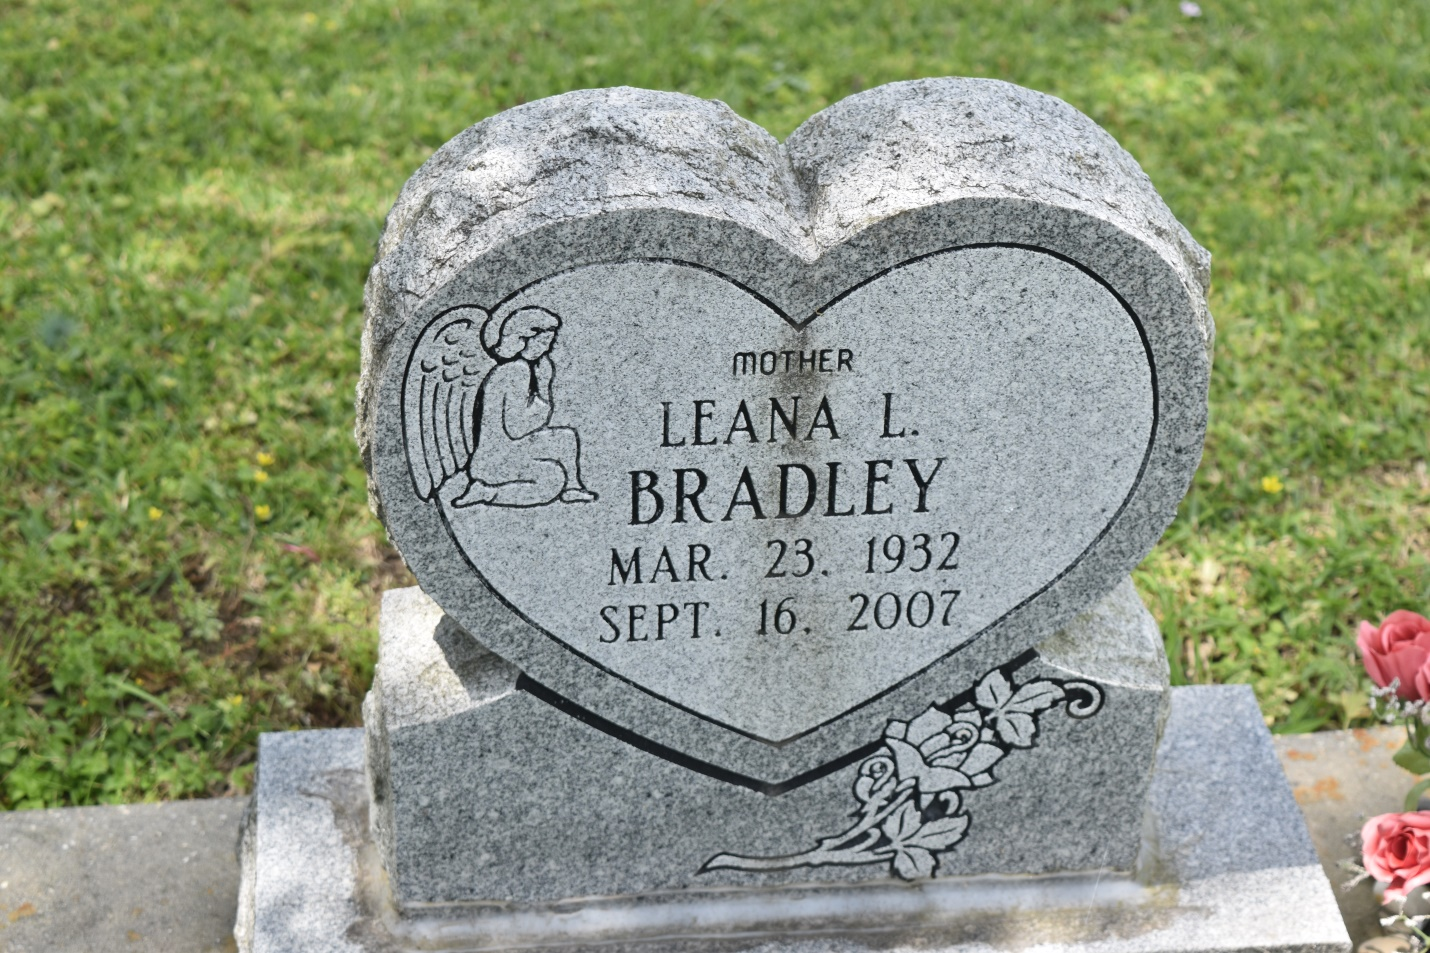 MOTHER
LEANA L.
BRADLEY
MAR. 23. 1932
SEPT. 16. 2007